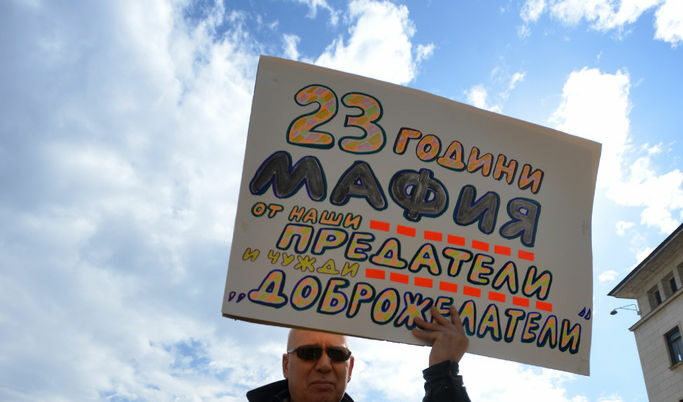 23 ГОДИНИ
МАФИЯ
ОТ НАШИ
ПРЕДАТЕЛИ
И ЧУЖДИ
„ДОБРОЖЕЛАТЕЛИ“